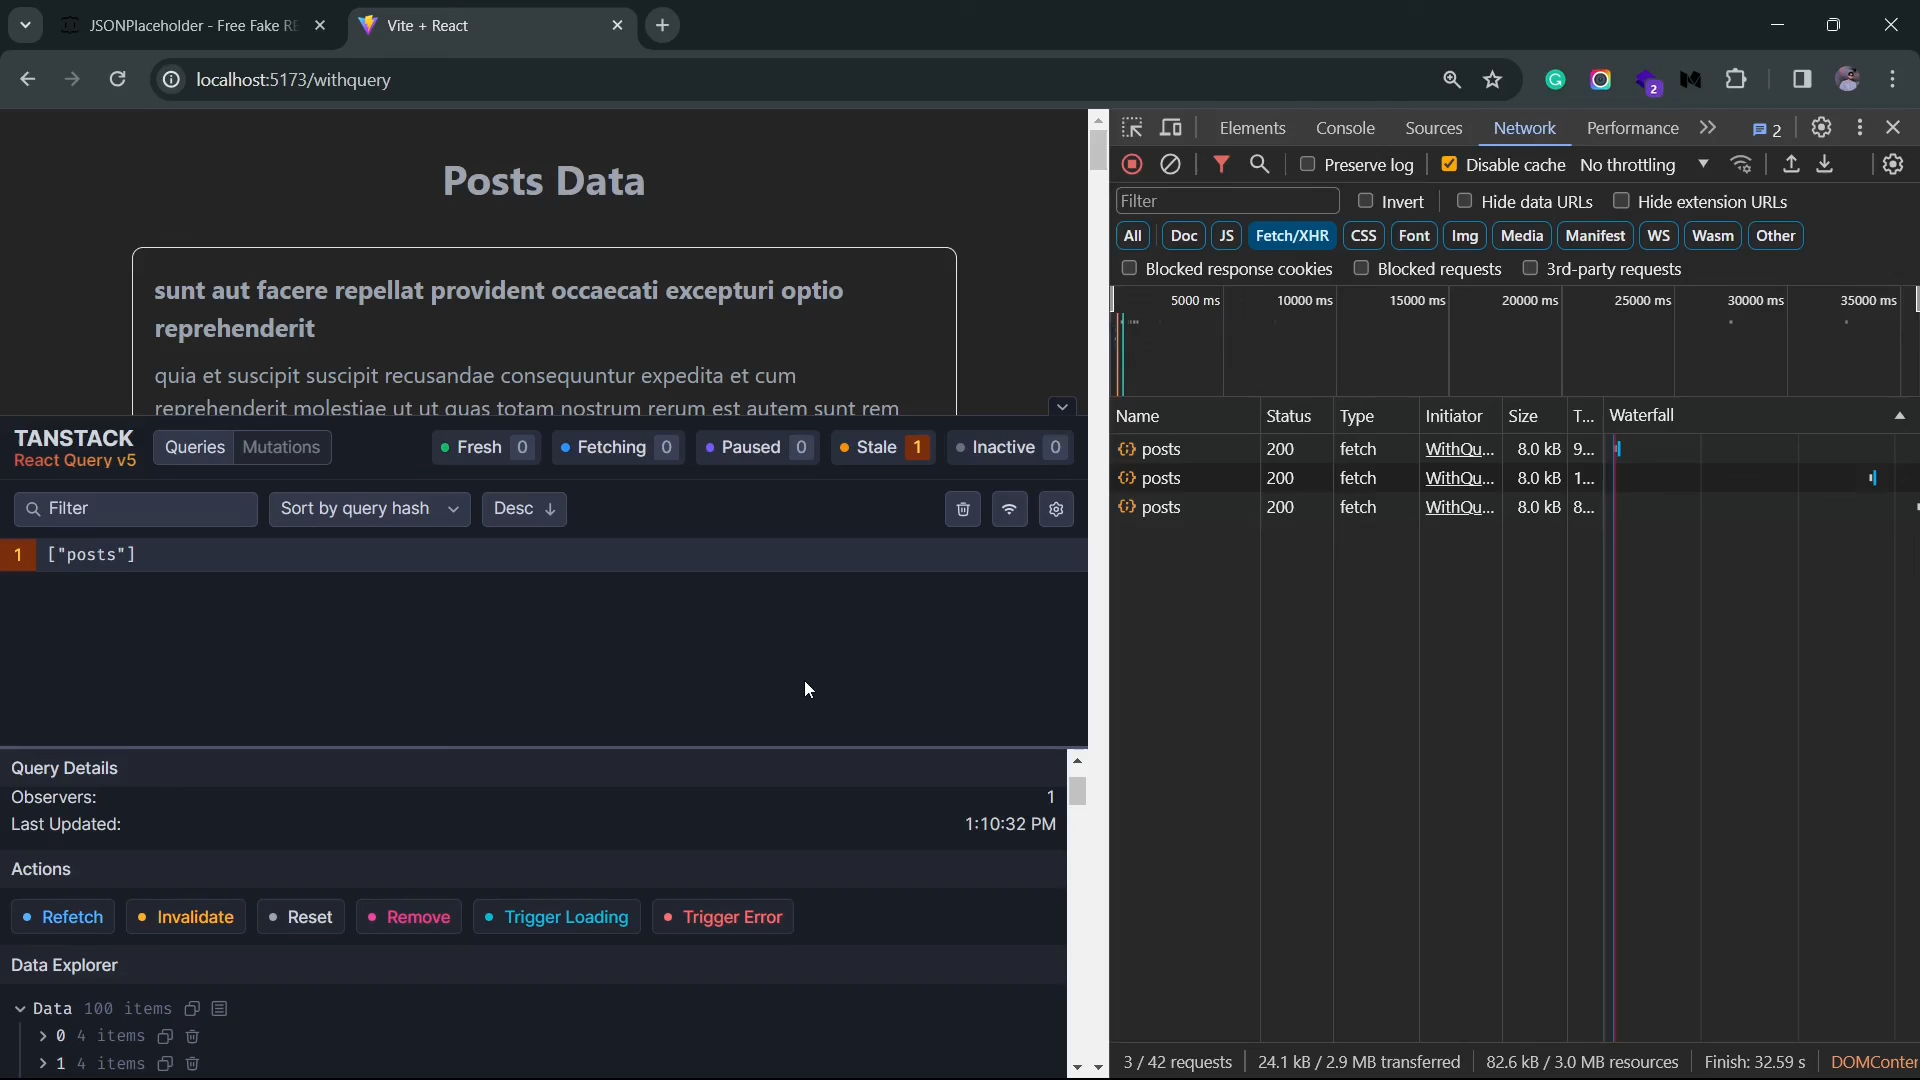 JSONPlaceholder - Free Fake RE
Vite + React
localhost:5173/withquery
2
Posts Data
sunt aut facere repellat provident occaecati excepturi optio
reprehenderit
quia et suscipit suscipit recusandae consequuntur expedita et cum
reprehenderit molestiae ut ut quas totam nostrum rerum est autem sunt rem
TANSTACK
React Query v5
Queries Mutations
Fresh 0 Fetching 0 Paused 0 Stale 1 Inactive 0
Filter Sort by query hash Desc
1 ["posts"]
Query Details
Observers: 1
Last Updated: 1:10:32 PM
Actions
Refetch Invalidate Reset Remove Trigger Loading Trigger Error
Data Explorer
Data 100 items
0 4 items
1 4 items
Elements Console Sources Network Performance 2
Preserve log Disable cache No throttling
Filter Invert Hide data URLs Hide extension URLs
All Doc JS Fetch/XHR CSS Font Img Media Manifest WS Wasm Other
Blocked response cookies Blocked requests 3rd-party requests
5000 ms 10000 ms 15000 ms 20000 ms 25000 ms 30000 ms 35000 ms
Name Status Type Initiator Size T... Waterfall
posts 200 fetch WithQu... 8.0 kB 9...
posts 200 fetch WithQu... 8.0 kB 1...
posts 200 fetch WithQu... 8.0 kB 8...
3 / 42 requests 24.1 kB / 2.9 MB transferred 82.6 kB / 3.0 MB resources Finish: 32.59 s DOMConter